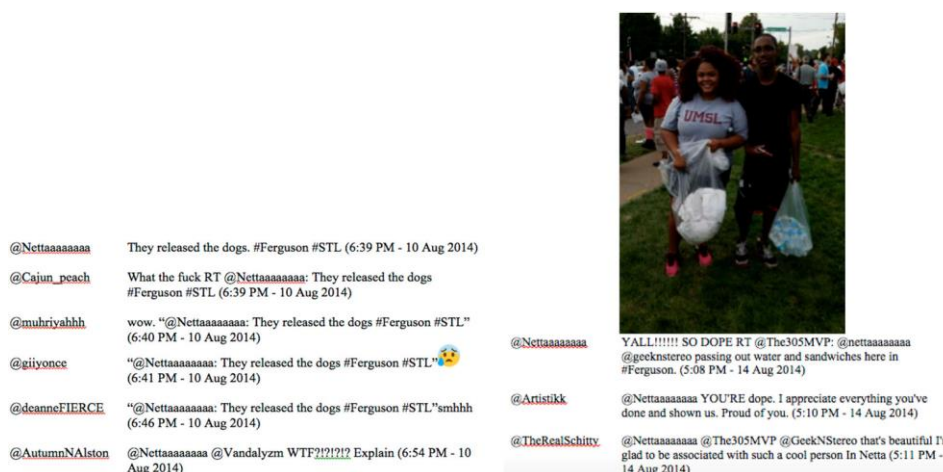 @Nettaaaaaaaa They released the dogs. #Ferguson #STL (6:39 PM - 10 Aug 2014)
@Cajun_peach What the fuck RT @Nettaaaaaaaa: They released the dogs
#Ferguson #STL (6:39 PM - 10 Aug 2014)
@muhriyahhh wow. “@Nettaaaaaaaa: They released the dogs #Ferguson #STL”
(6:40 PM - 10 Aug 2014)
@giiyonce “@Nettaaaaaaaa: They released the dogs #Ferguson #STL”😰
(6:41 PM - 10 Aug 2014)
@deanneFIERCE “@Nettaaaaaaaa: They released the dogs #Ferguson #STL”smhhh
(6:46 PM - 10 Aug 2014)
@AutumnNAlston @Nettaaaaaaaa @Vandalyzm WTF?!?!?!? Explain (6:54 PM - 10
Aug 2014)
UMSL
@Nettaaaaaaaa YALL!!!!!! SO DOPE RT @The305MVP: @nettaaaaaaaa
@geeknstereo passing out water and sandwiches here in
#Ferguson. (5:08 PM - 14 Aug 2014)
@Artistikk @Nettaaaaaaaa YOU'RE dope. I appreciate everything you've
done and shown us. Proud of you. (5:10 PM - 14 Aug 2014)
@TheRealSchitty @Nettaaaaaaaa @The305MVP @GeekNStereo that's beautiful I'
glad to be associated with such a cool person In Netta (5:11 PM -
14 Aug 2014)